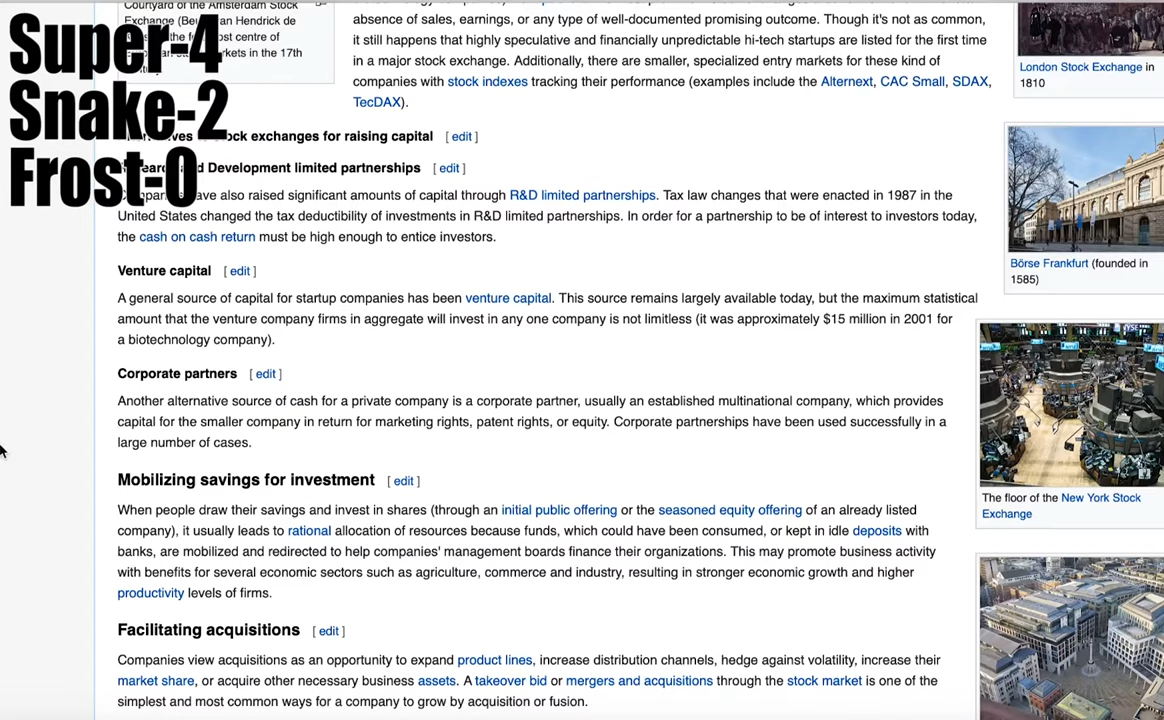 Super-4
Snake-2
Frost-0
Courtyard of the Amsterdam Stock
Exchange (Be an Hendrick de
the f st centre of
kets in the 17th
absence of sales, earnings, or any type of well-documented promising outcome. Though it's not as common,
it still happens that highly speculative and financially unpredictable hi-tech startups are listed for the first time
in a major stock exchange. Additionally, there are smaller, specialized entry markets for these kind of
companies with stock indexes tracking their performance (examples include the Alternext, CAC Small, SDAX,
TecDAX).
ves ock exchanges for raising capital [ edit ]
d Development limited partnerships [ edit ]
ave also raised significant amounts of capital through R&D limited partnerships. Tax law changes that were enacted in 1987 in the
United States changed the tax deductibility of investments in R&D limited partnerships. In order for a partnership to be of interest to investors today,
the cash on cash return must be high enough to entice investors.
Venture capital [ edit ]
A general source of capital for startup companies has been venture capital. This source remains largely available today, but the maximum statistical
amount that the venture company firms in aggregate will invest in any one company is not limitless (it was approximately $15 million in 2001 for
a biotechnology company).
Corporate partners [ edit ]
Another alternative source of cash for a private company is a corporate partner, usually an established multinational company, which provides
capital for the smaller company in return for marketing rights, patent rights, or equity. Corporate partnerships have been used successfully in a
large number of cases.
Mobilizing savings for investment [ edit ]
When people draw their savings and invest in shares (through an initial public offering or the seasoned equity offering of an already listed
company), it usually leads to rational allocation of resources because funds, which could have been consumed, or kept in idle deposits with
banks, are mobilized and redirected to help companies' management boards finance their organizations. This may promote business activity
with benefits for several economic sectors such as agriculture, commerce and industry, resulting in stronger economic growth and higher
productivity levels of firms.
Facilitating acquisitions [ edit ]
Companies view acquisitions as an opportunity to expand product lines, increase distribution channels, hedge against volatility, increase their
market share, or acquire other necessary business assets. A takeover bid or mergers and acquisitions through the stock market is one of the
simplest and most common ways for a company to grow by acquisition or fusion.
London Stock Exchange in
1810
Börse Frankfurt (founded in
1585)
The floor of the New York Stock
Exchange